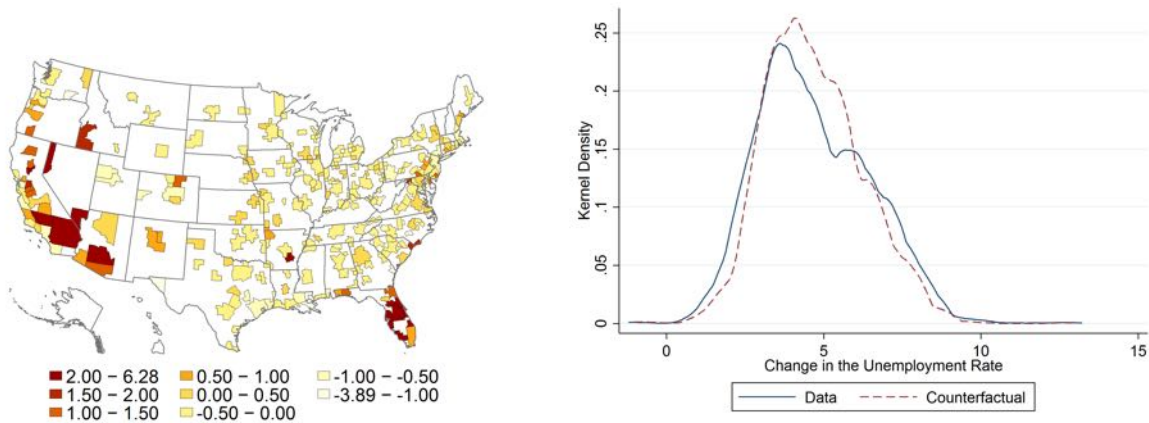 2.00 − 6.28
0.50 − 1.00
-1.00 − -0.50
1.50 − 2.00
0.00 − 0.50
-3.89 − -1.00
1.00 − 1.50
-0.50 − 0.00
Kernel Density
.25
.2
.15
.1
.05
0
0 5 10 15
Change in the Unemployment Rate
Data Counterfactual